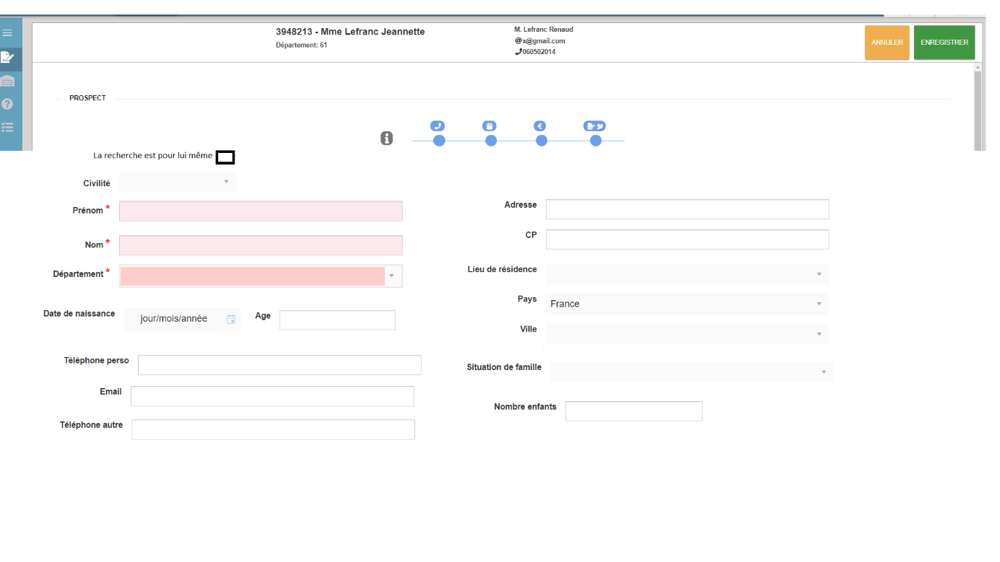 3948213 - Mme Lefranc Jeannette
Département: 61
M. Lefranc Renaud
@x@gmail.com
060502014
ANNULER
ENREGISTRER
PROSPECT
La recherche est pour lui même
Civilité
Prénom *
Nom *
Département *
Date de naissance jour/mois/année Age
Téléphone perso
Email
Téléphone autre
Adresse
CP
Lieu de résidence
Pays France
Ville
Situation de famille
Nombre enfants